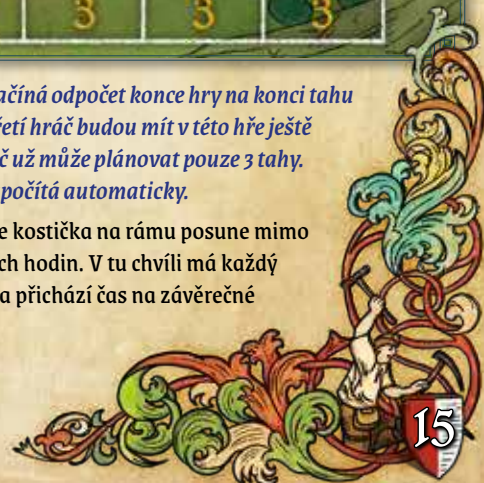 3 3 3
ačíná odpočet konce hry na konci tahu
etí hráč budou mít v této hře ještě
č už může plánovat pouze 3 tahy.
počítá automaticky.
e kostička na rámu posune mimo
ch hodin. V tu chvíli má každý
a přichází čas na závěrečné
15